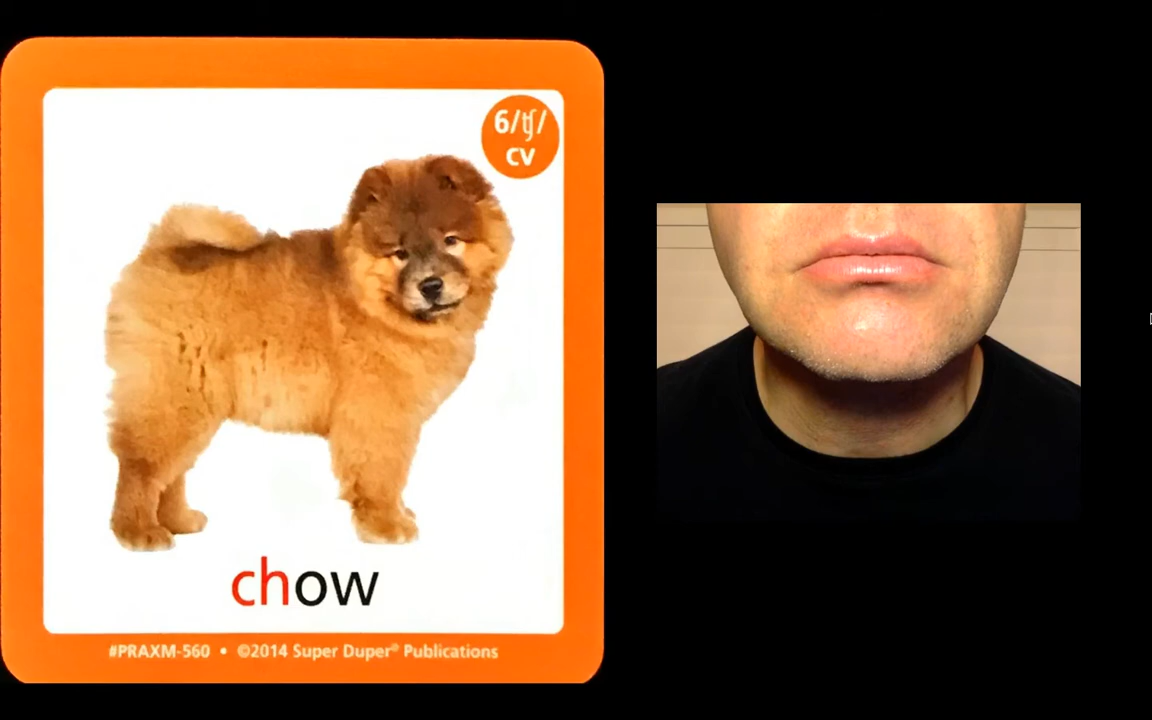 6/ʧ/
CV
chow
#PRAXM-560 • ©2014 Super Duper® Publications